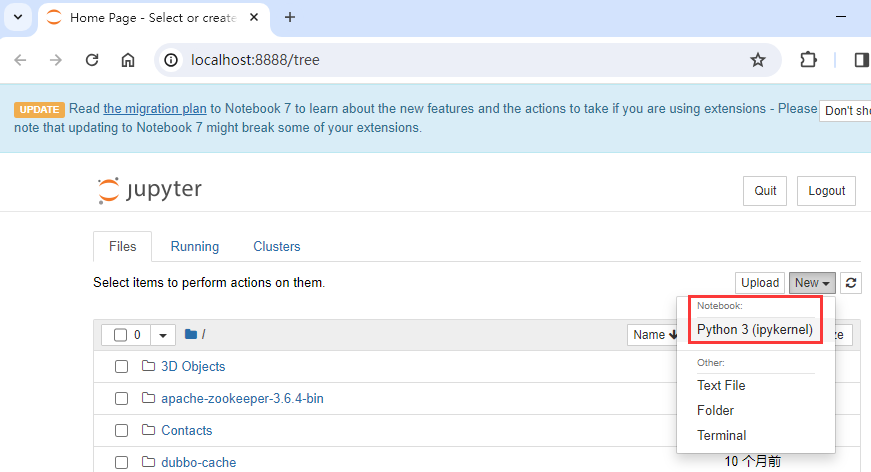 Home Page - Select or create
localhost:8888/tree
UPDATE Read the migration plan to Notebook 7 to learn about the new features and the actions to take if you are using extensions - Please
note that updating to Notebook 7 might break some of your extensions.
Don't sho
jupyter
Quit
Logout
Files
Running
Clusters
Select items to perform actions on them.
Upload
New
Notebook:
Python 3 (ipykernel)
Other:
Text File
Folder
Terminal
0
/
Name
ze
3D Objects
apache-zookeeper-3.6.4-bin
Contacts
dubbo-cache
10 个月前